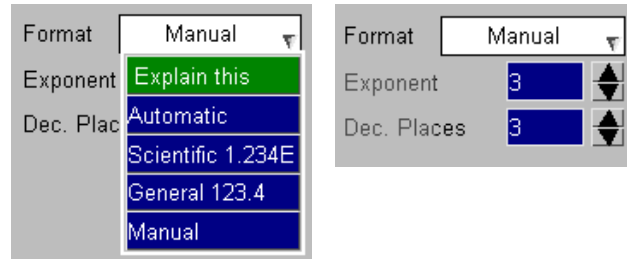 Format Manual
Explain this
Exponent
Automatic
Dec. Plac
Scientific 1.234E
General 123.4
Manual
Format Manual
Exponent 3
Dec. Places 3